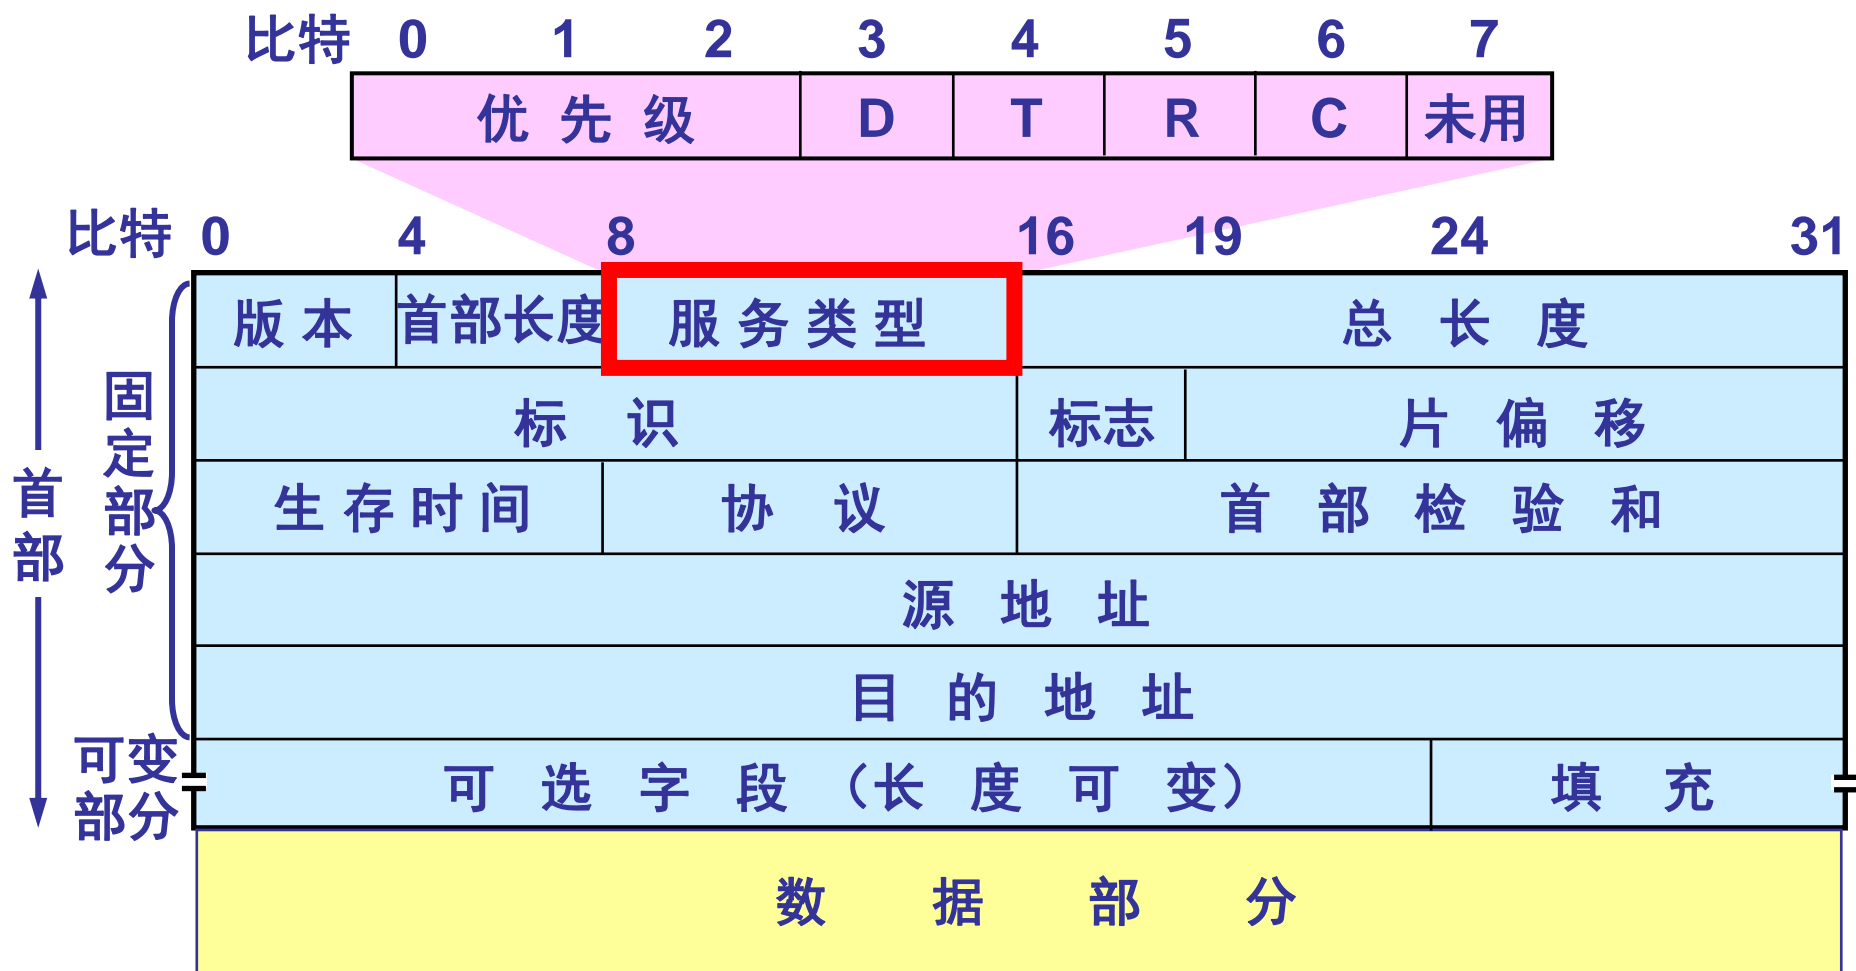 比特 0 1 2 3 4 5 6 7
优先级 D T R C 未用
比特 0 4 8 16 19 24 31
版本 首部长度 服务类型 总长度
标识 标志 片偏移
生存时间 协议 首部检验和
源地址
目的地址
可选字段（长度可变） 填充
数据部分
首部
固定部分
可变
部分